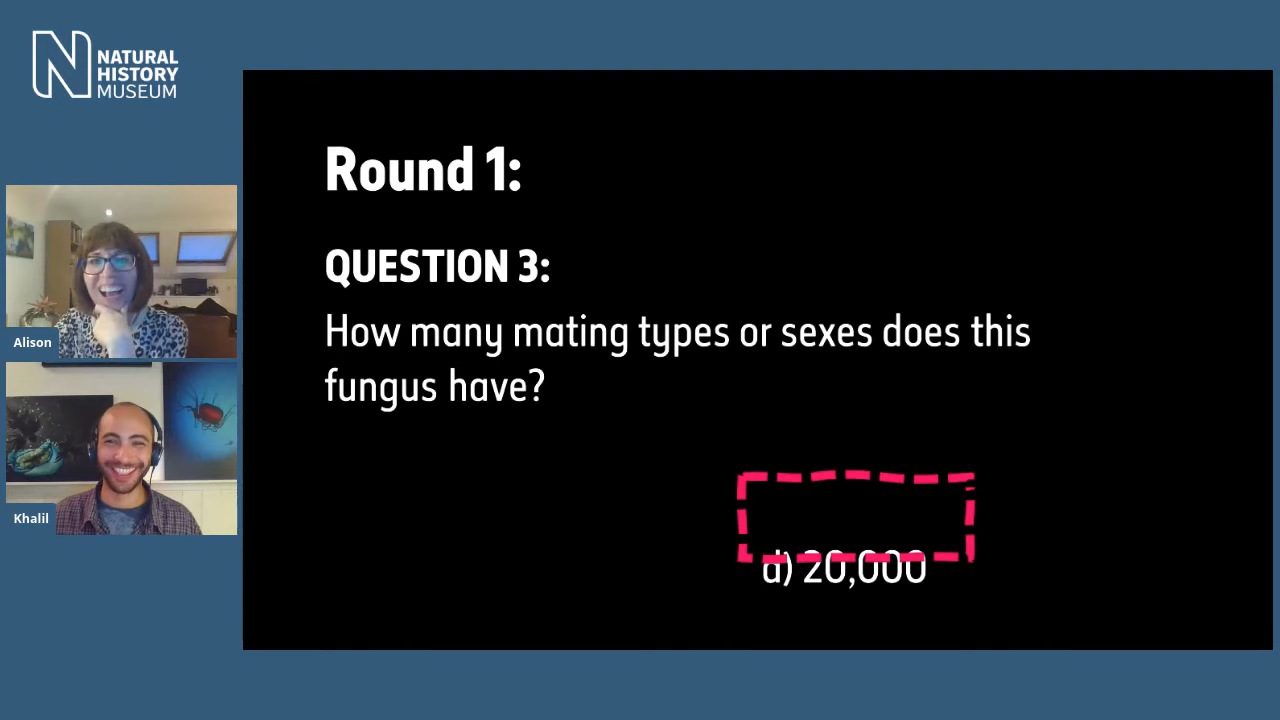 NATURAL
HISTORY
MUSEUM
Round 1:
QUESTION 3:
How many mating types or sexes does this
fungus have?
d) 20,000
Alison
Khalil